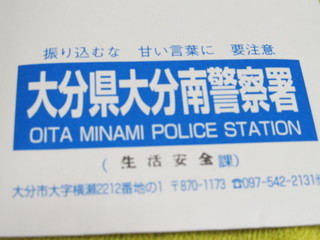 振り込むな 甘い言葉に 要注意
大分県大分南警察署
OITA MINAMI POLICE STATION
(生活安全課)
大分市大字横瀬2212番地の1 〒870-1173 ☎097-542-2131㈹